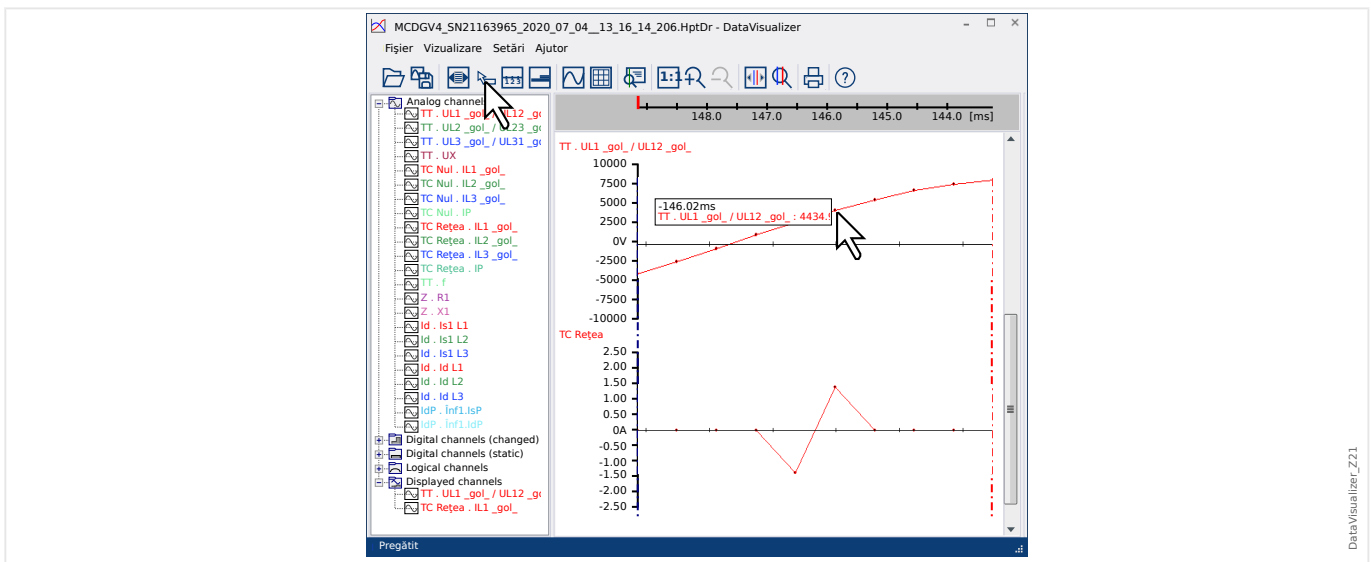 MCDGV4_SN21163965_2020_07_04__13_16_14_206.HptDr - DataVisualizer
Fișier Vizualizare Setări Ajutor
1 2 3
1:1
?
Analog channel
TT . UL1 _gol_ / UL12 _go
TT . UL2 _gol_ / UL23 _go
TT . UL3 _gol_ / UL31 _go
TT . UX
TC Nul . IL1 _gol_
TC Nul . IL2 _gol_
TC Nul . IL3 _gol_
TC Nul . IP
TC Rețea . IL1 _gol_
TC Rețea . IL2 _gol_
TC Rețea . IL3 _gol_
TC Rețea . IP
TT . f
Z . R1
Z . X1
Id . Is1 L1
Id . Is1 L2
Id . Is1 L3
Id . Id L1
Id . Id L2
Id . Id L3
IdP . Înf1.IsP
IdP . Înf1.IdP
Digital channels (changed)
Digital channels (static)
Logical channels
Displayed channels
TT . UL1 _gol_ / UL12 _go
TC Rețea . IL1 _gol_
148.0 147.0 146.0 145.0 144.0 [ms]
TT . UL1 _gol_ / UL12 _gol_
10000
7500
5000
2500
0V
-2500
-5000
-7500
-10000
-146.02ms
TT . UL1 _gol_ / UL12 _gol_ : 4434.
TC Rețea
2.50
2.00
1.50
1.00
0.50
0A
-0.50
-1.00
-1.50
-2.00
-2.50
Pregătit
DataVisualizer_Z21